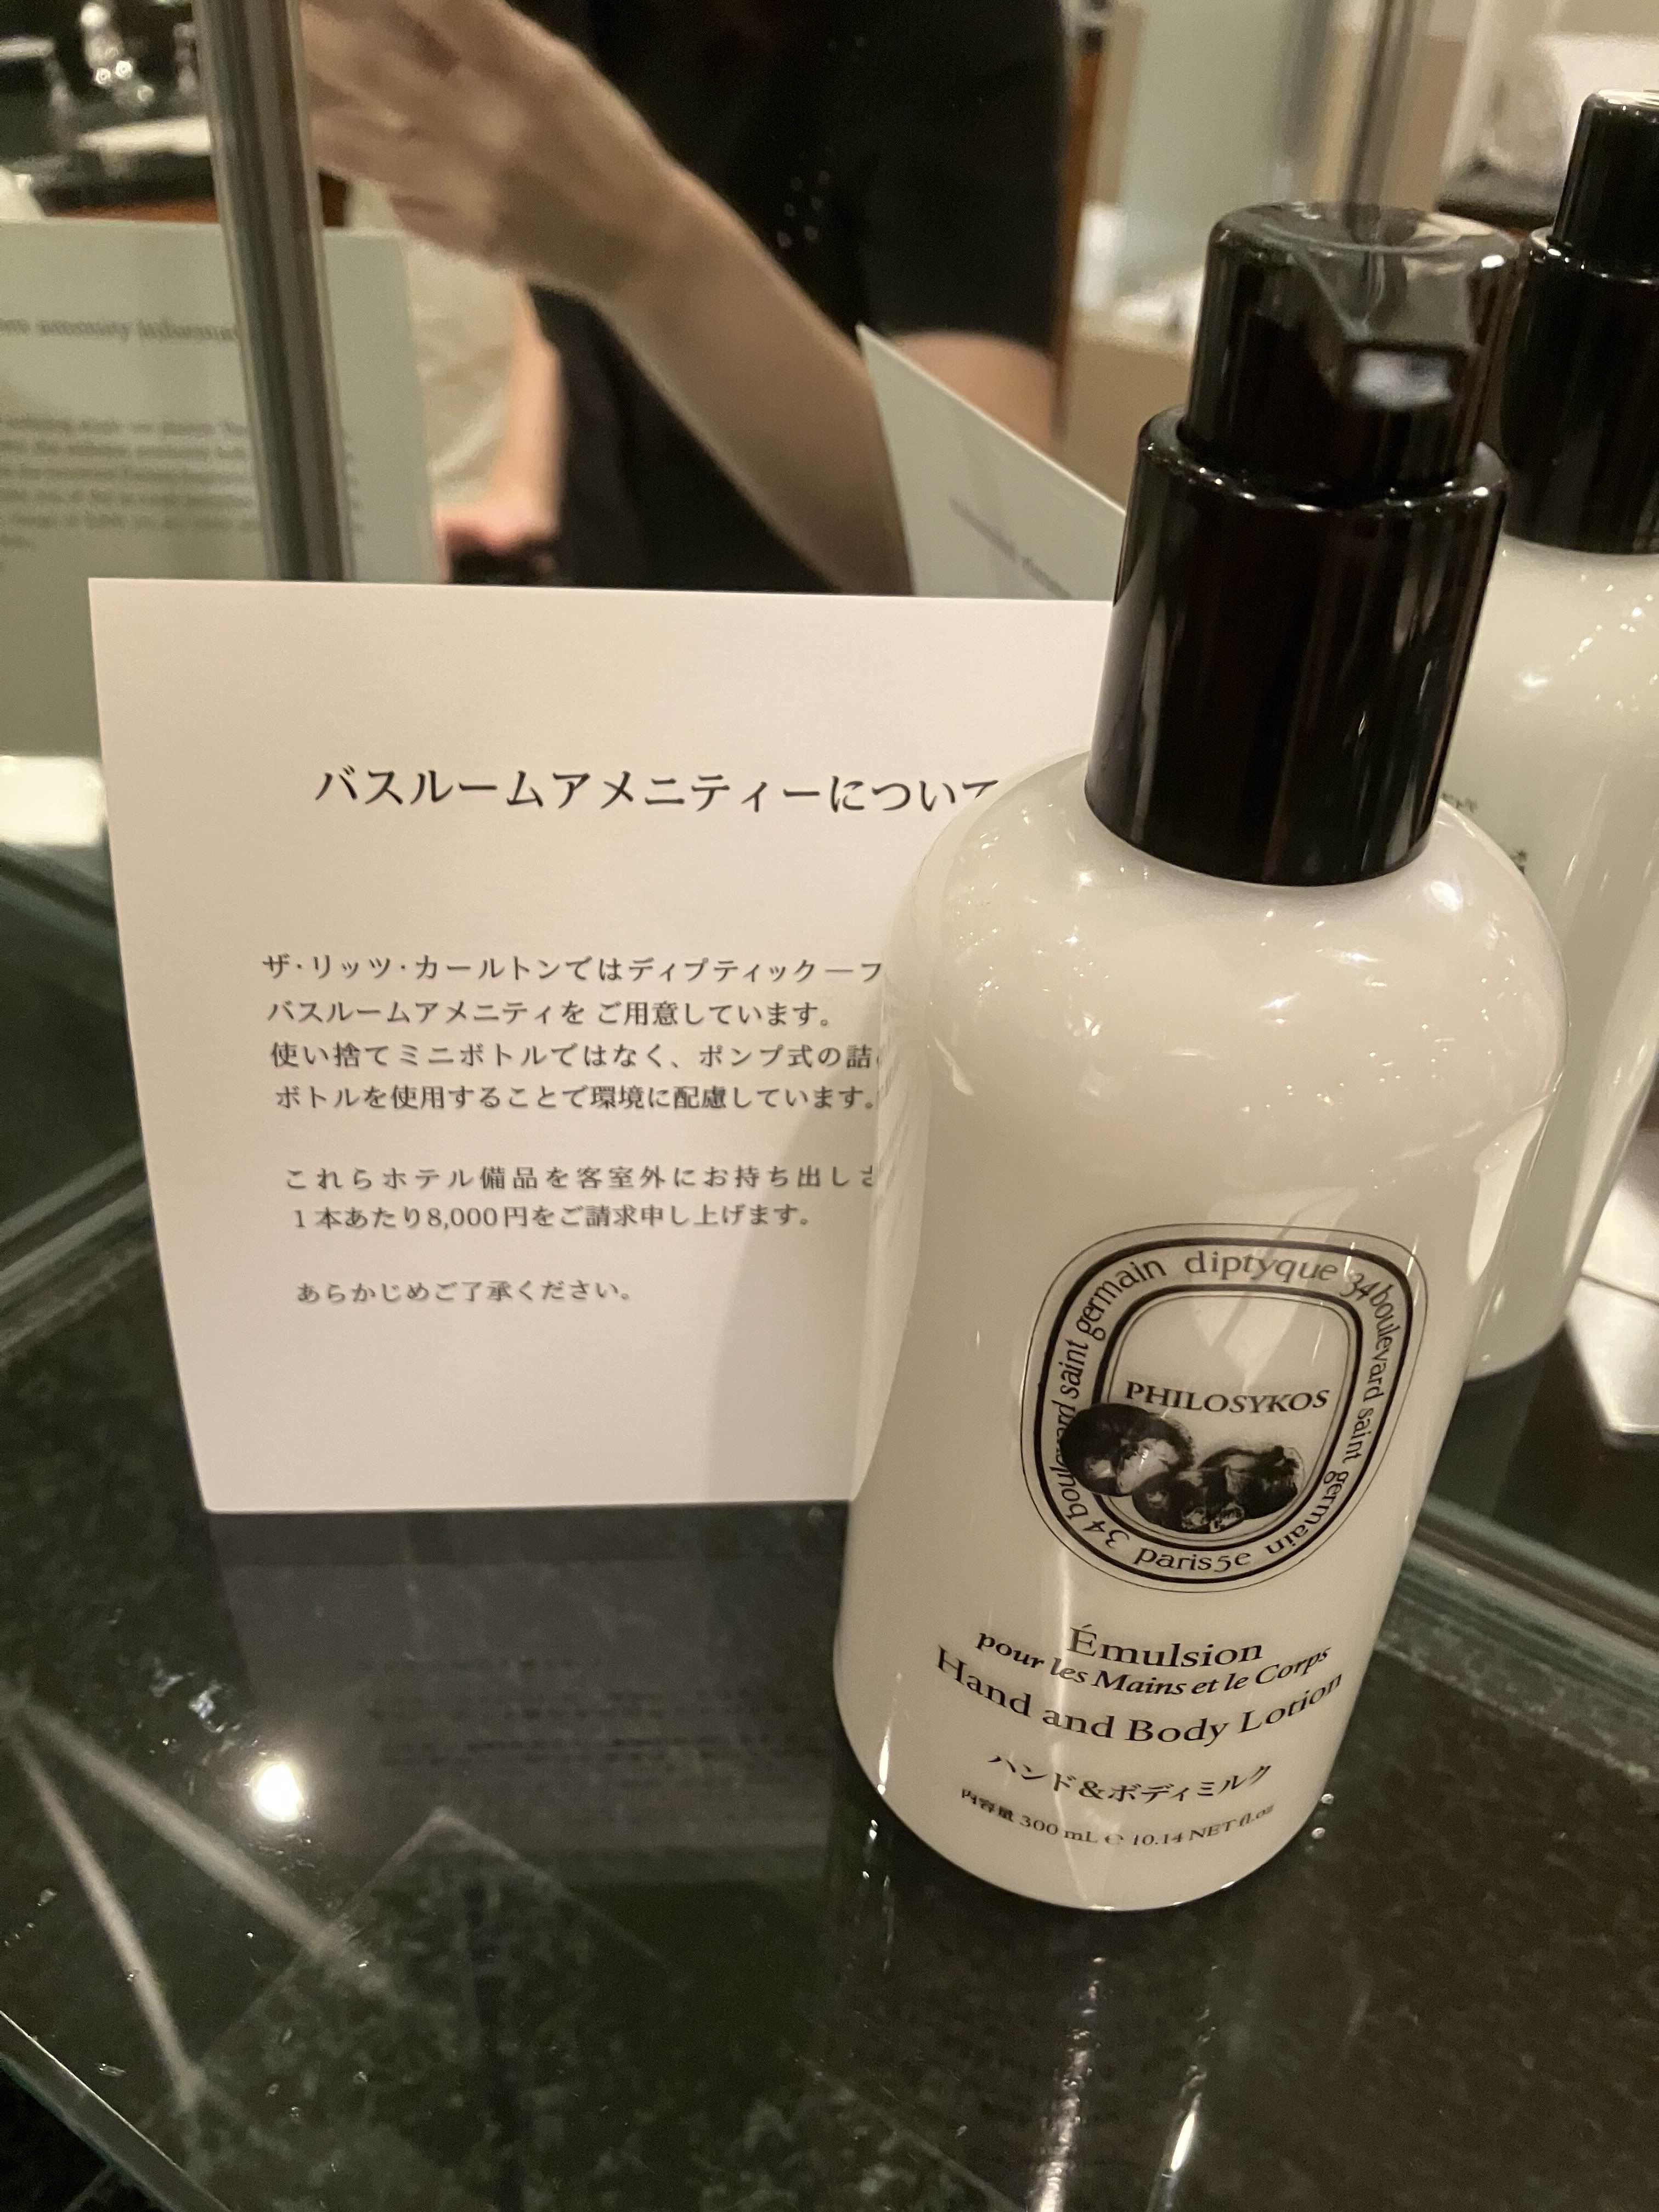 バスルームアメニティーについて
ザ・リッツ・カールトンではディプティック—フ
バスルームアメニティを ご用意しています。
使い捨てミニボトルではなく、ポンプ式の詰
ボトルを使用することで環境に配慮しています。
これらホテル備品を客室外にお持ち出しさ
1本あたり8,000円をご請求申し上げます。
あらかじめご了承ください。
diptyque 34 boulevard saint germain paris5e 34 boulevard saint germain
PHILOSYKOS
Émulsion
pour les Mains et le Corps
Hand and Body Lotion
ハンド&ボディミルク
内容量 300 mL e 10.14 NET fl.oz